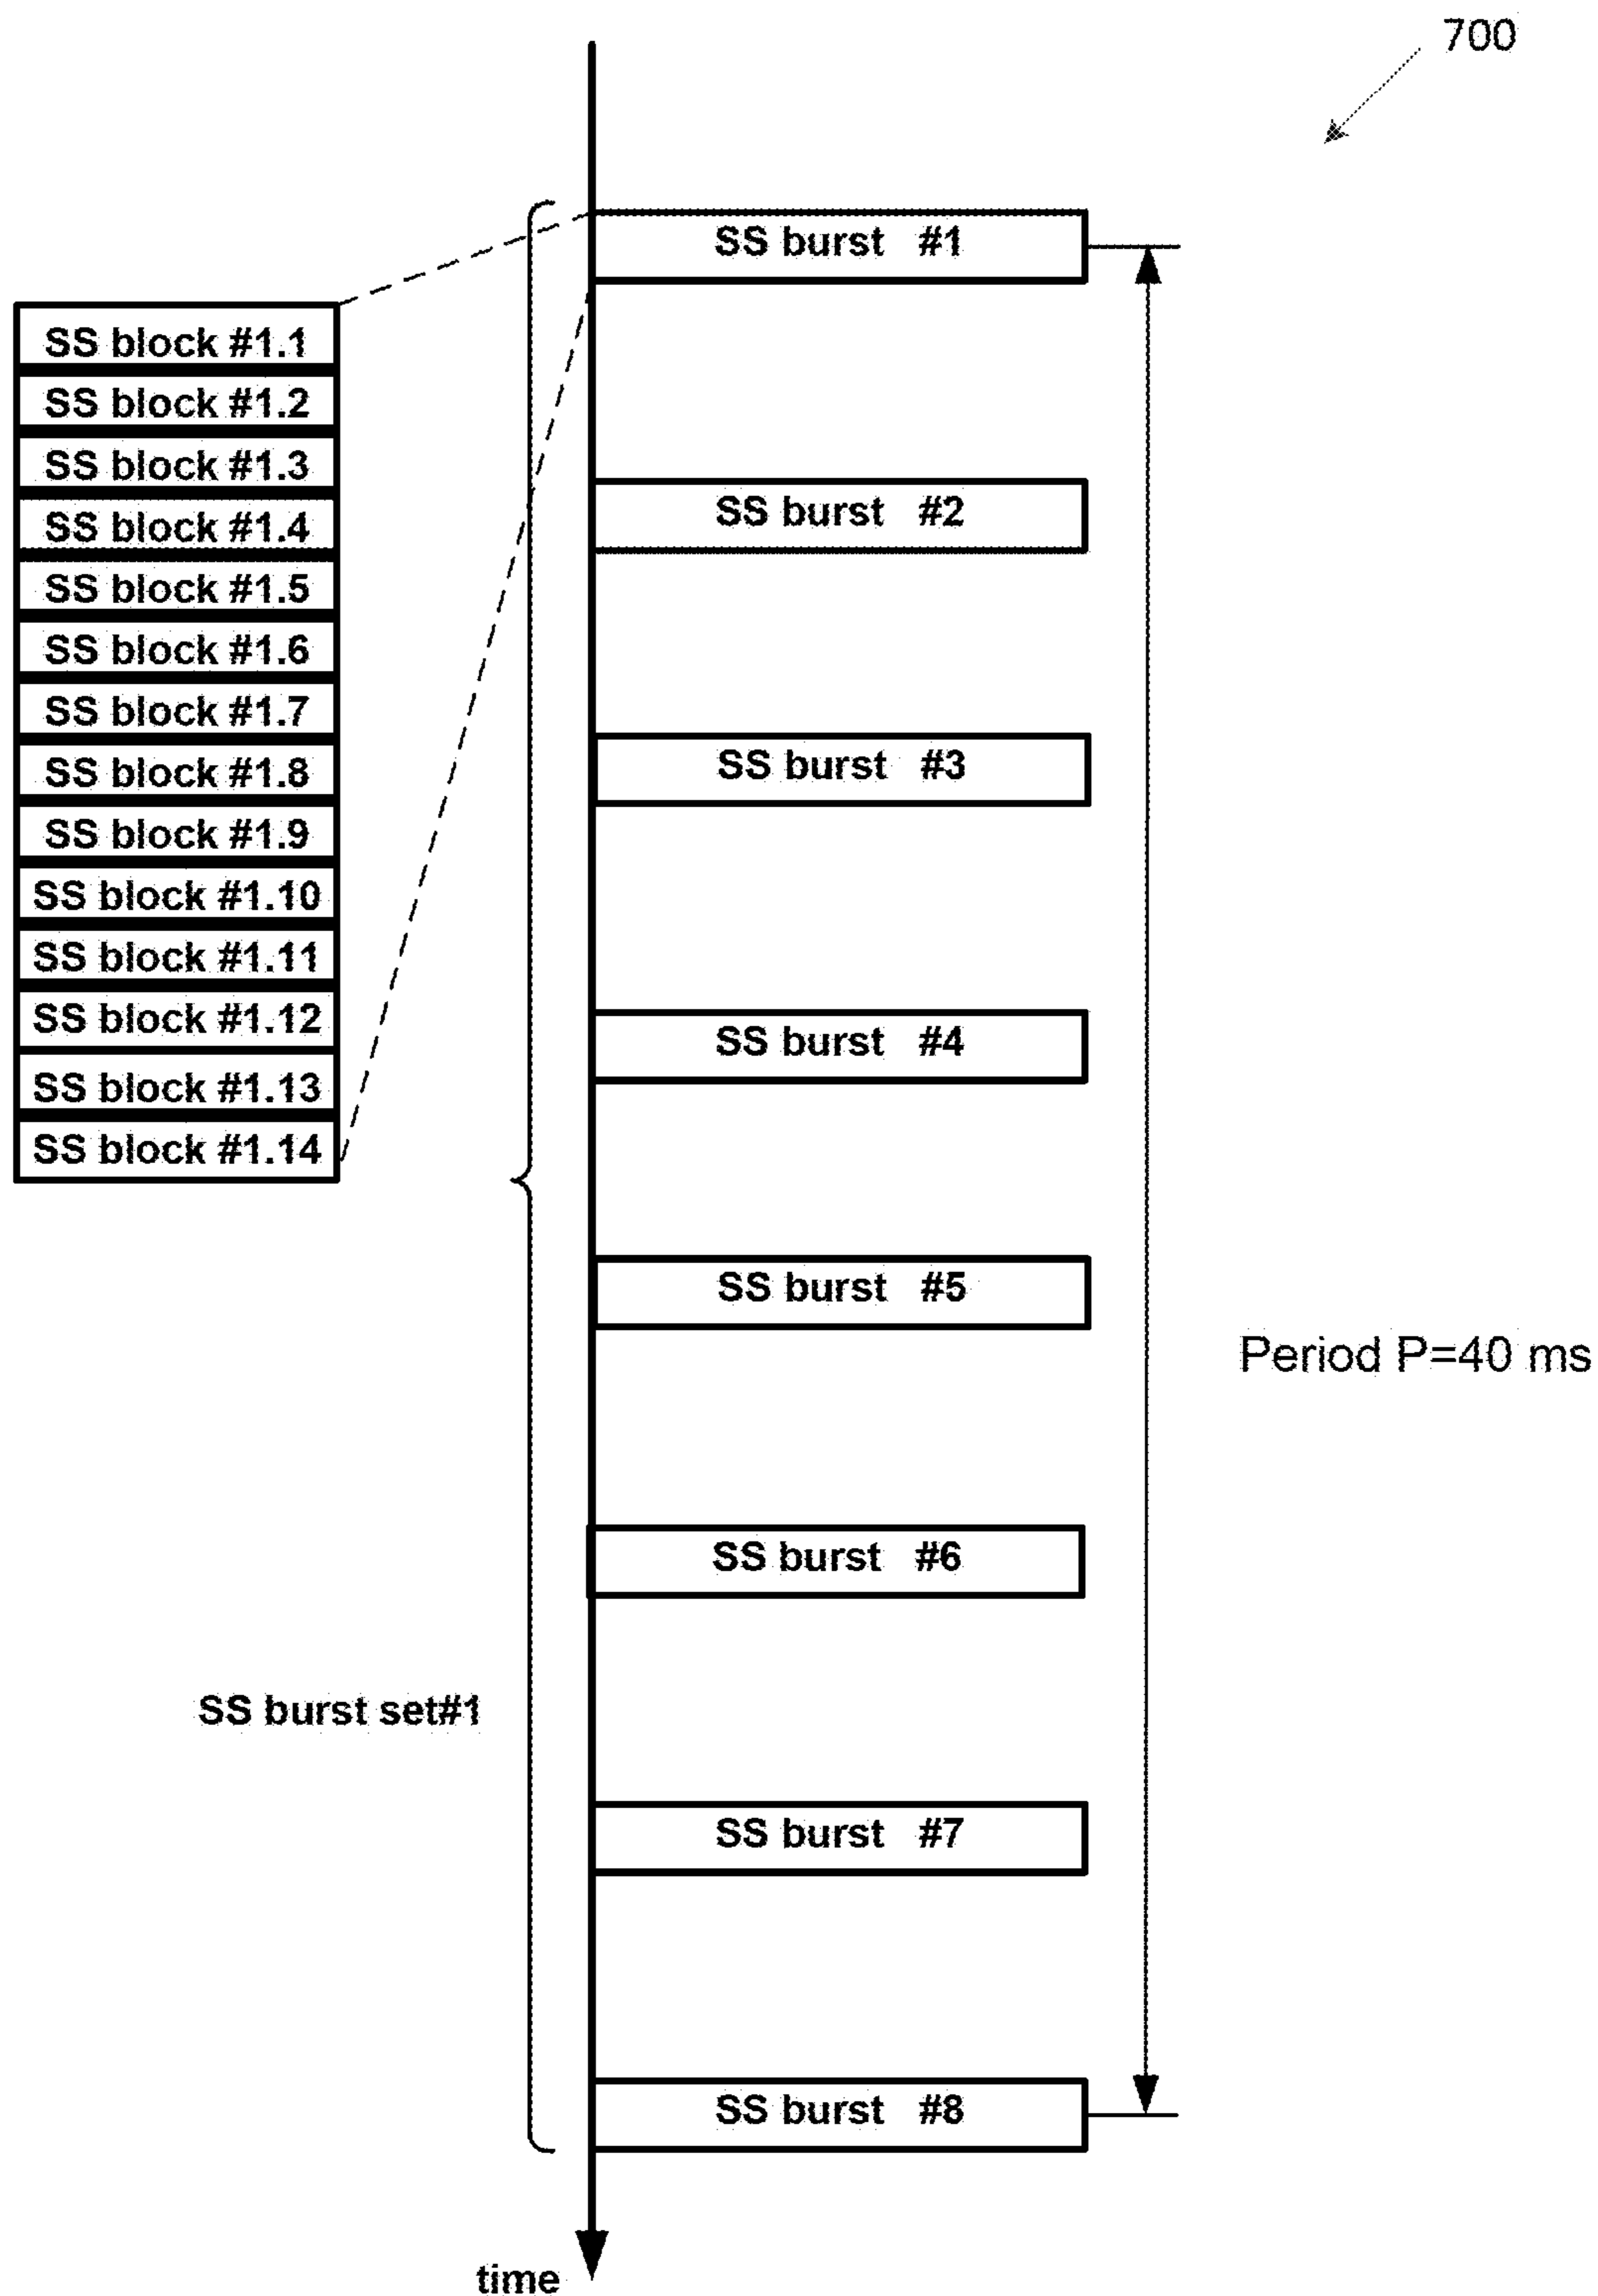 700
SS burst #1
SS block #1.1
SS block #1.2
SS block #1.3
SS block #1.4
SS block #1.5
SS block #1.6
SS block #1.7
SS block #1.8
SS block #1.9
SS block #1.10
SS block #1.11
SS block #1.12
SS block #1.13
SS block #1.14
SS burst #2
SS burst #3
SS burst #4
SS burst #5
Period P=40 ms
SS burst #6
SS burst set#1
SS burst #7
SS burst #8
time